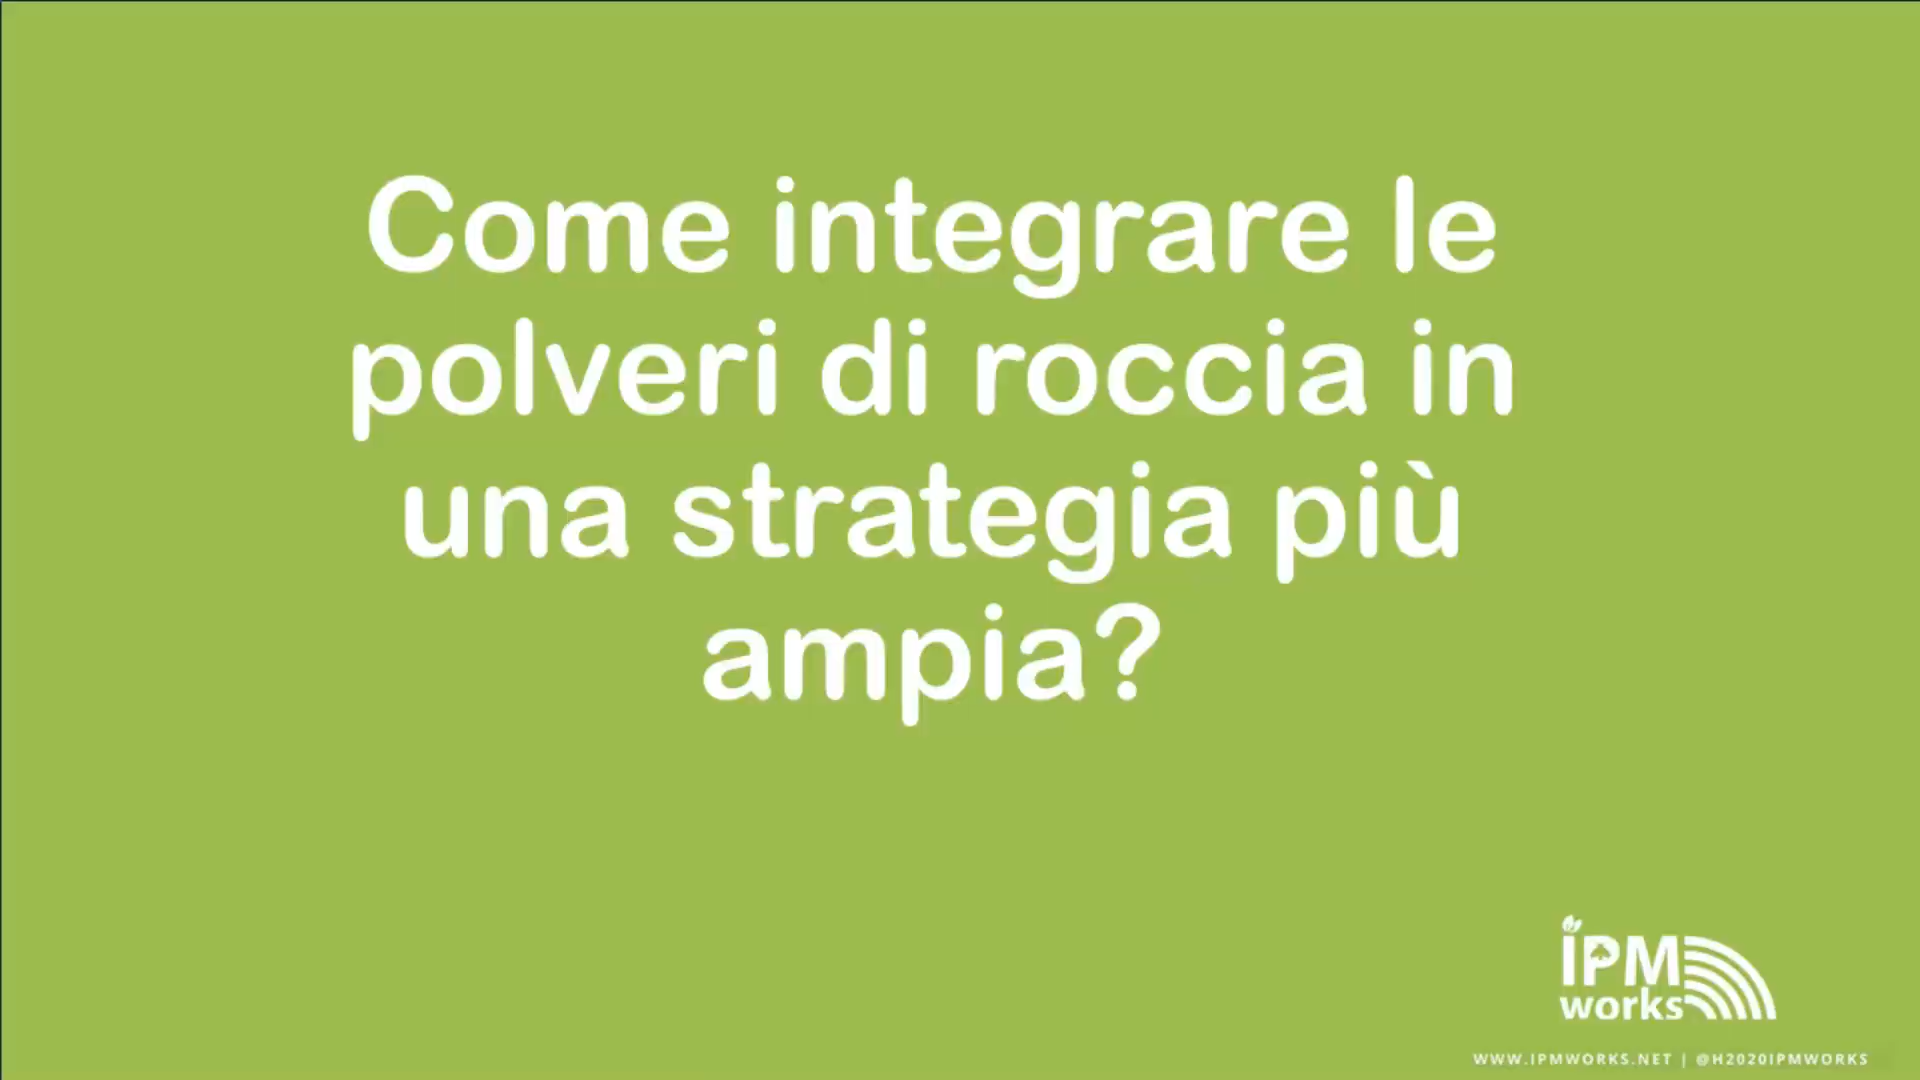 Come integrare le
polveri di roccia in
una strategia più
ampia?
iPM
works
WWW.IPMWORKS.NET | @H2020IPMWORKS